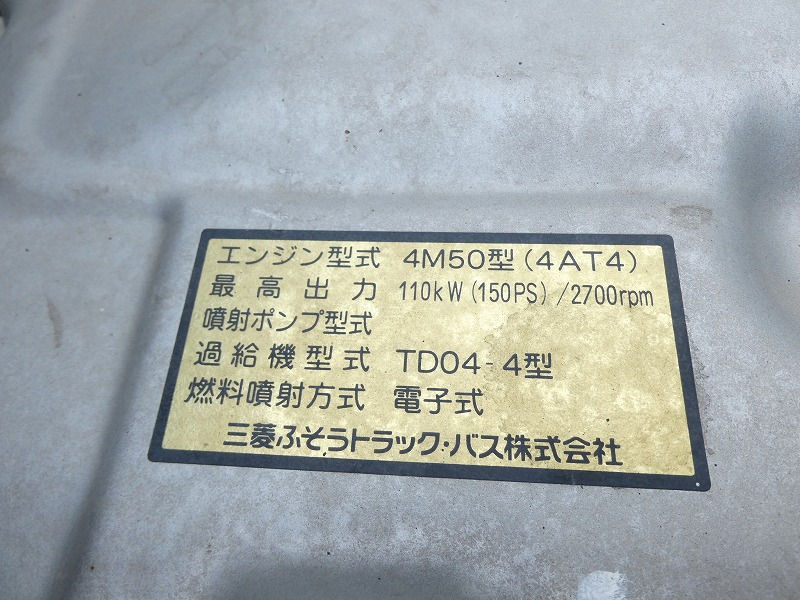 エンジン型式 4M50型(4AT4)
最高出力 110kW(150PS)/2700rpm
噴射ポンプ型式
過給機型式 TD04-4型
燃料噴射方式 電子式
三菱ふそうトラック・バス株式会社